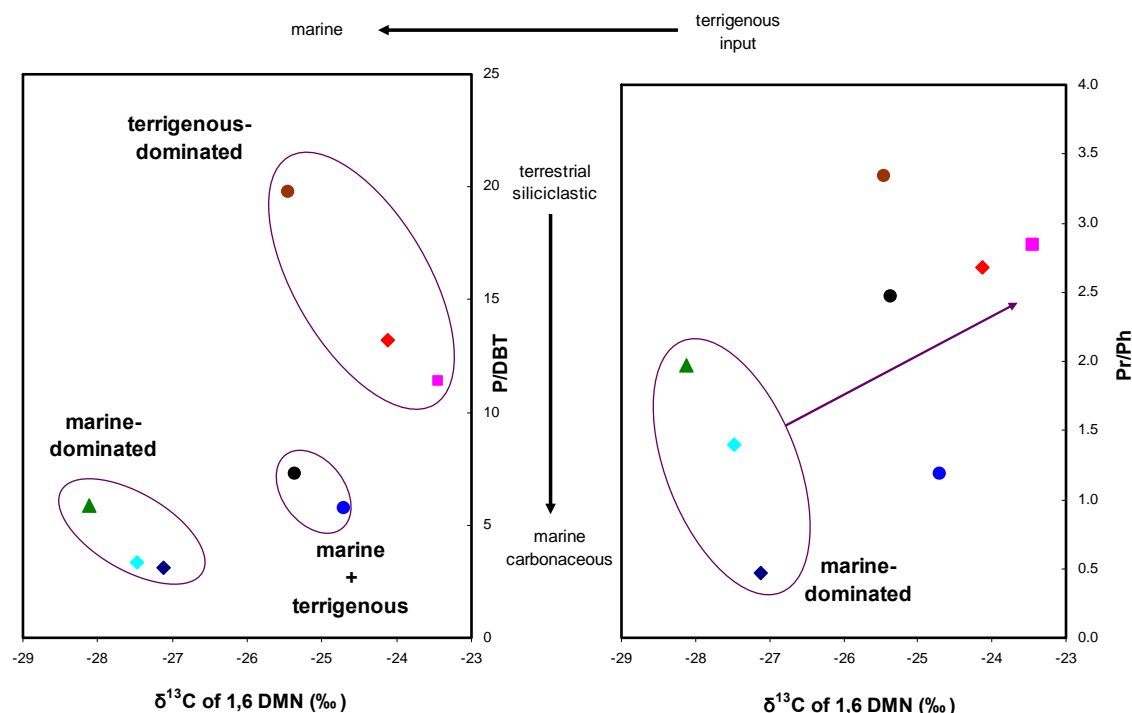 marine
terrigenous
input
25
20
15
10
5
0
P/DBT
terrigenous-
dominated
marine-
dominated
marine
+
terrigenous
-29
-28
-27
-26
-25
-24
-23
δ¹³C of 1,6 DMN (‰)
terrestrial
siliciclastic
marine
carbonaceous
4.0
3.5
3.0
2.5
2.0
1.5
1.0
0.5
0.0
Pr/Ph
marine-
dominated
-29
-28
-27
-26
-25
-24
-23
δ¹³C of 1,6 DMN (‰)